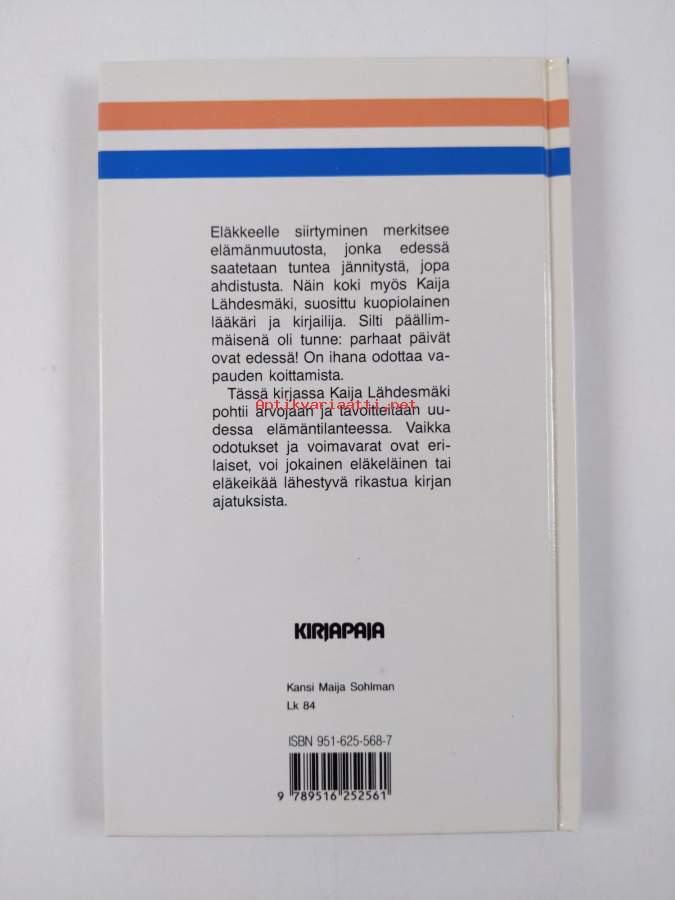 Eläkkeelle siirtyminen merkitsee
elämänmuutosta, jonka edessä
saatetaan tuntea jännitystä, jopa
ahdistusta. Näin koki myös Kaija
Lähdesmäki, suosittu kuopiolainen
lääkäri ja kirjailija. Silti päällim-
mäisenä oli tunne: parhaat päivät
ovat edessä! On ihana odottaa va-
pauden koittamista.
Tässä kirjassa Kaija Lähdesmäki
Antikvariaatti.net
pohtii arvojaan ja tavoitteitaan uu-
dessa elämäntilanteessa. Vaikka
odotukset ja voimavarat ovat eri-
laiset, voi jokainen eläkeläinen tai
eläkeikää lähestyvä rikastua kirjan
ajatuksista.
KIRJAPAJA
Kansi Maija Sohlman
Lk 84
ISBN 951-625-568-7
9 789516 252561